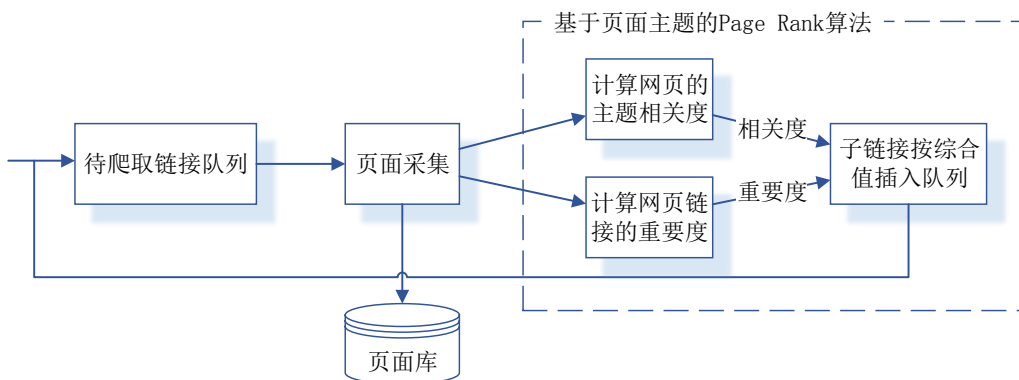 基于页面主题的Page Rank算法
计算网页的
主题相关度
待爬取链接队列
页面采集
相关度
子链接按综合
值插入队列
重要度
计算网页链
接的重要度
页面库